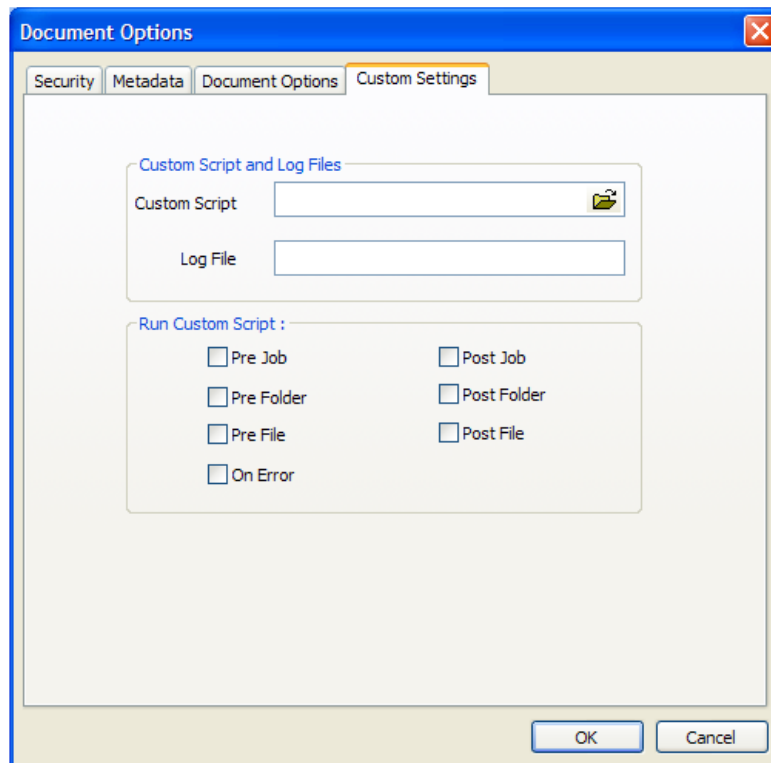 Document Options
Security Metadata Document Options Custom Settings
Custom Script and Log Files
Custom Script
Log File
Run Custom Script :
Pre Job Post Job
Pre Folder Post Folder
Pre File Post File
On Error
OK Cancel